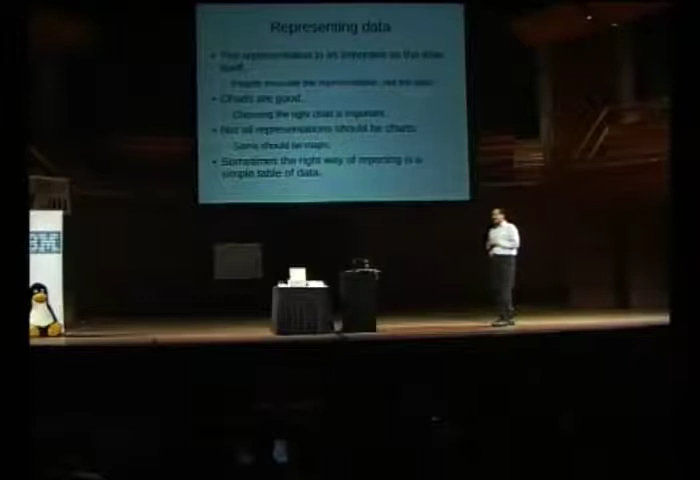 Representing data
• The representation is as important as the data
itself...
People remember the representation, not the data.
• Charts are good...
Choosing the right chart is important.
• Not all representations should be charts.
Some should be maps.
• Sometimes the right way of reporting is a
simple table of data.
IBM